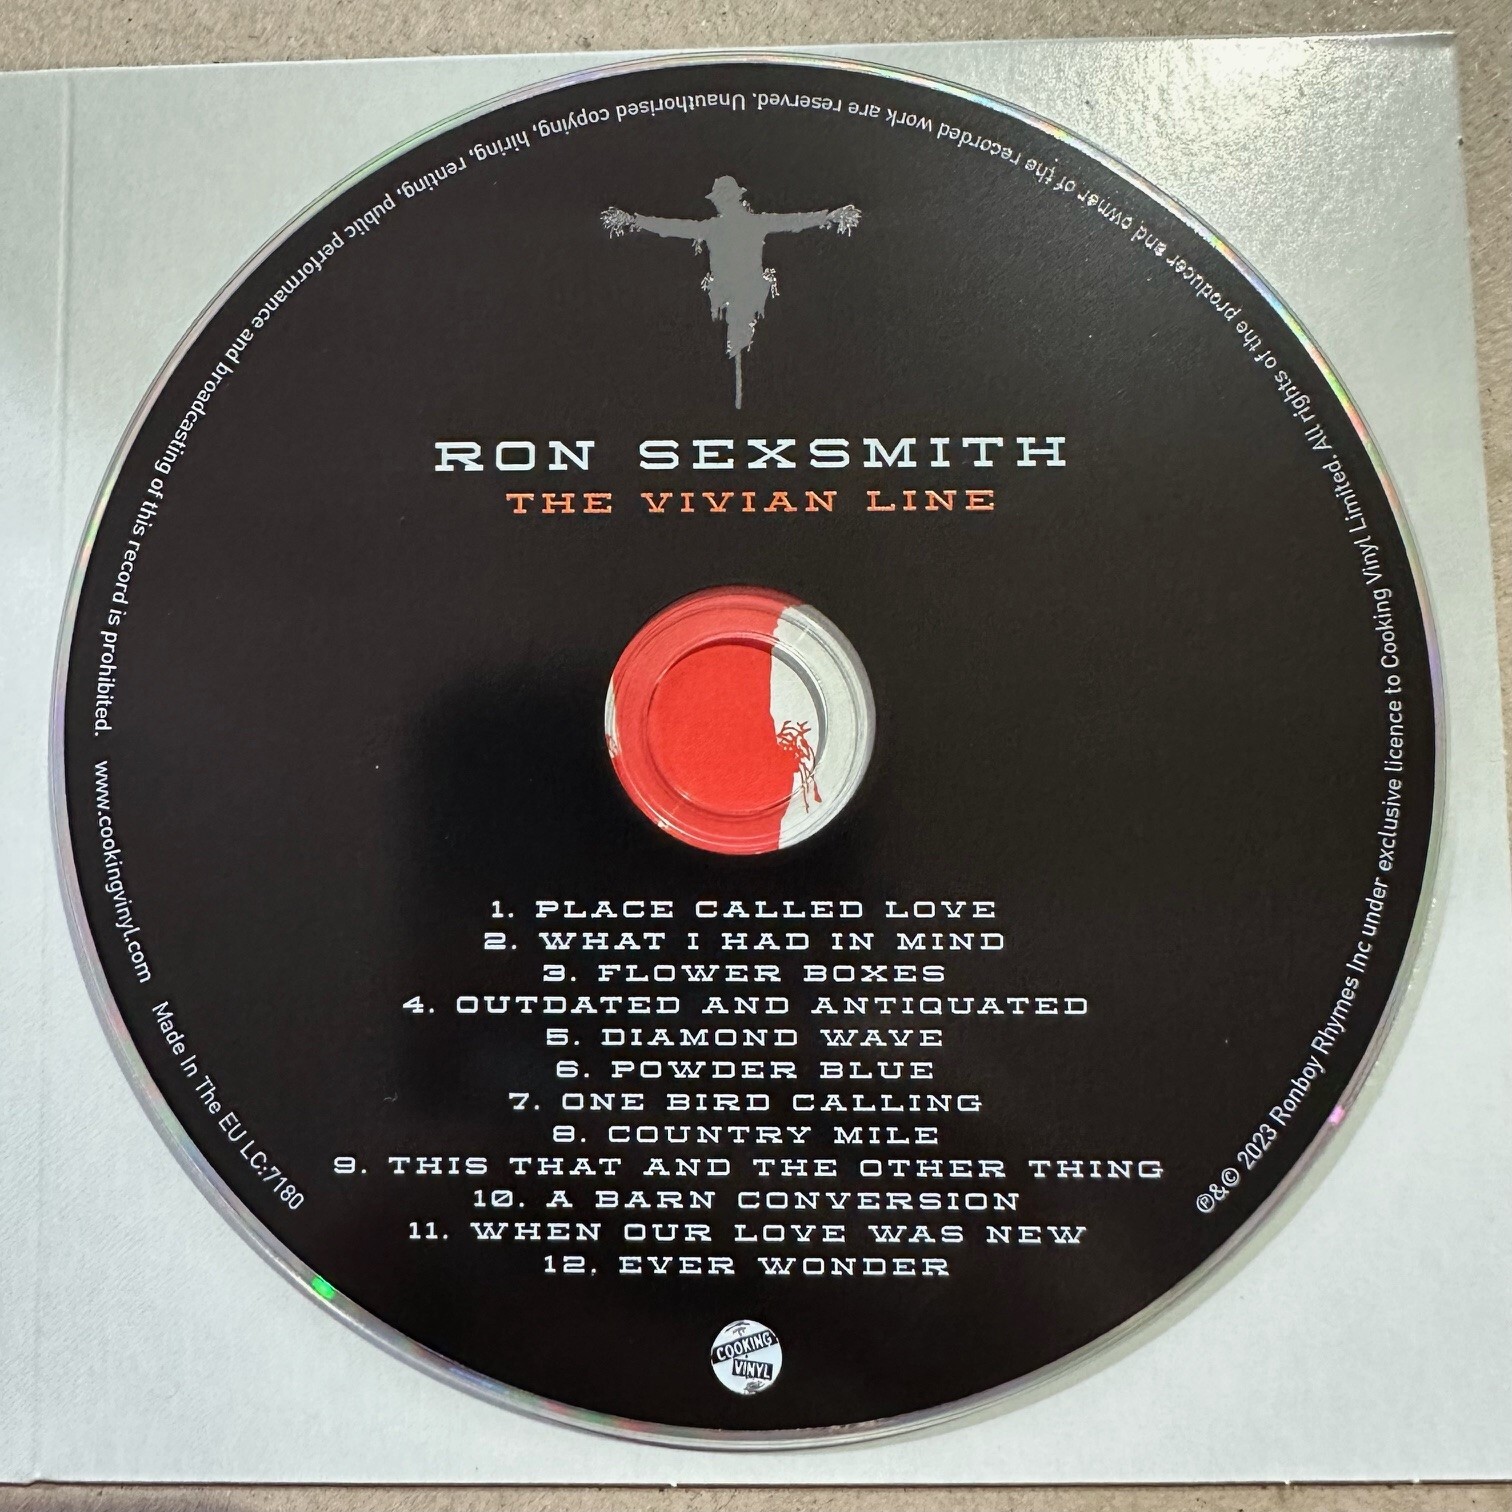 RON SEXSMITH
THE VIVIAN LINE
1. PLACE CALLED LOVE
2. WHAT I HAD IN MIND
3. FLOWER BOXES
4. OUTDATED AND ANTIQUATED
5. DIAMOND WAVE
6. POWDER BLUE
7. ONE BIRD CALLING
8. COUNTRY MILE
9. THIS THAT AND THE OTHER THING
10. A BARN CONVERSION
11. WHEN OUR LOVE WAS NEW
12. EVER WONDER
COOKING
VINYL
℗&© 2023 Ronboy Rhymes Inc under exclusive licence to Cooking Vinyl Limited. All rights of the producer and owner of the recorded work are reserved. Unauthorised copying, hiring, renting, public performance and broadcasting of this record is prohibited. www.cookingvinyl.com Made In The EU LC:7180